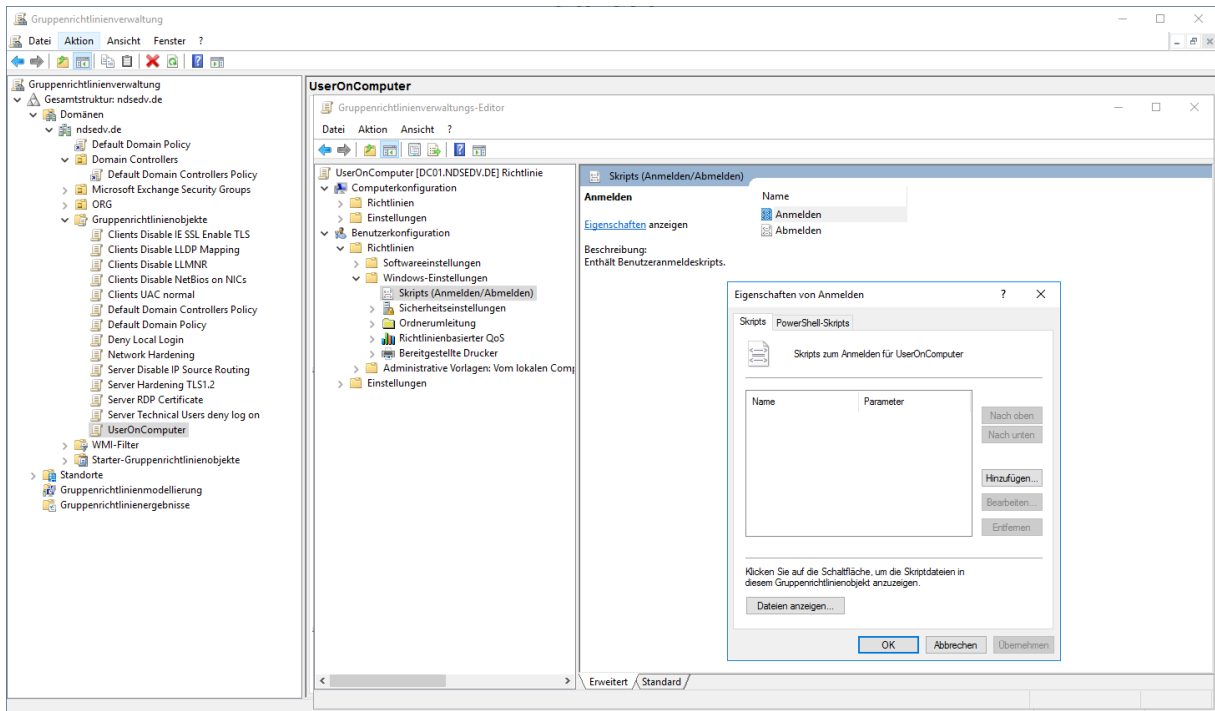 Gruppenrichtlinienverwaltung
Datei Aktion Ansicht Fenster ?
Gruppenrichtlinienverwaltung
Gesamtstruktur: ndsedv.de
Domänen
ndsedv.de
Default Domain Policy
Domain Controllers
Default Domain Controllers Policy
Microsoft Exchange Security Groups
ORG
Gruppenrichtlinienobjekte
Clients Disable IE SSL Enable TLS
Clients Disable LLDP Mapping
Clients Disable LLMNR
Clients Disable NetBios on NICs
Clients UAC normal
Default Domain Controllers Policy
Default Domain Policy
Deny Local Login
Network Hardening
Server Disable IP Source Routing
Server Hardening TLS1.2
Server RDP Certificate
Server Technical Users deny log on
UserOnComputer
WMI-Filter
Starter-Gruppenrichtlinienobjekte
Standorte
Gruppenrichtlinienmodellierung
Gruppenrichtlinienergebnisse
UserOnComputer
Gruppenrichtlinienverwaltungs-Editor
Datei Aktion Ansicht ?
UserOnComputer [DC01.NDSEDV.DE] Richtlinie
Computerkonfiguration
Richtlinien
Einstellungen
Benutzerkonfiguration
Richtlinien
Softwareeinstellungen
Windows-Einstellungen
Skripts (Anmelden/Abmelden)
Sicherheitseinstellungen
Ordnerumleitung
Richtlinienbasierter QoS
Bereitgestellte Drucker
Administrative Vorlagen: Vom lokalen Comp
Einstellungen
Skripts (Anmelden/Abmelden)
Anmelden
Eigenschaften anzeigen
Beschreibung:
Enthält Benutzeranmeldeskripts.
Name
Anmelden
Abmelden
Eigenschaften von Anmelden ?
Skripts PowerShell-Skripts
Skripts zum Anmelden für UserOnComputer
Name Parameter
Nach oben
Nach unten
Hinzufügen...
Bearbeiten...
Entfernen
Klicken Sie auf die Schaltfläche, um die Skriptdateien in
diesem Gruppenrichtlinienobjekt anzuzeigen.
Dateien anzeigen...
OK Abbrechen Übernehmen
Erweitert Standard